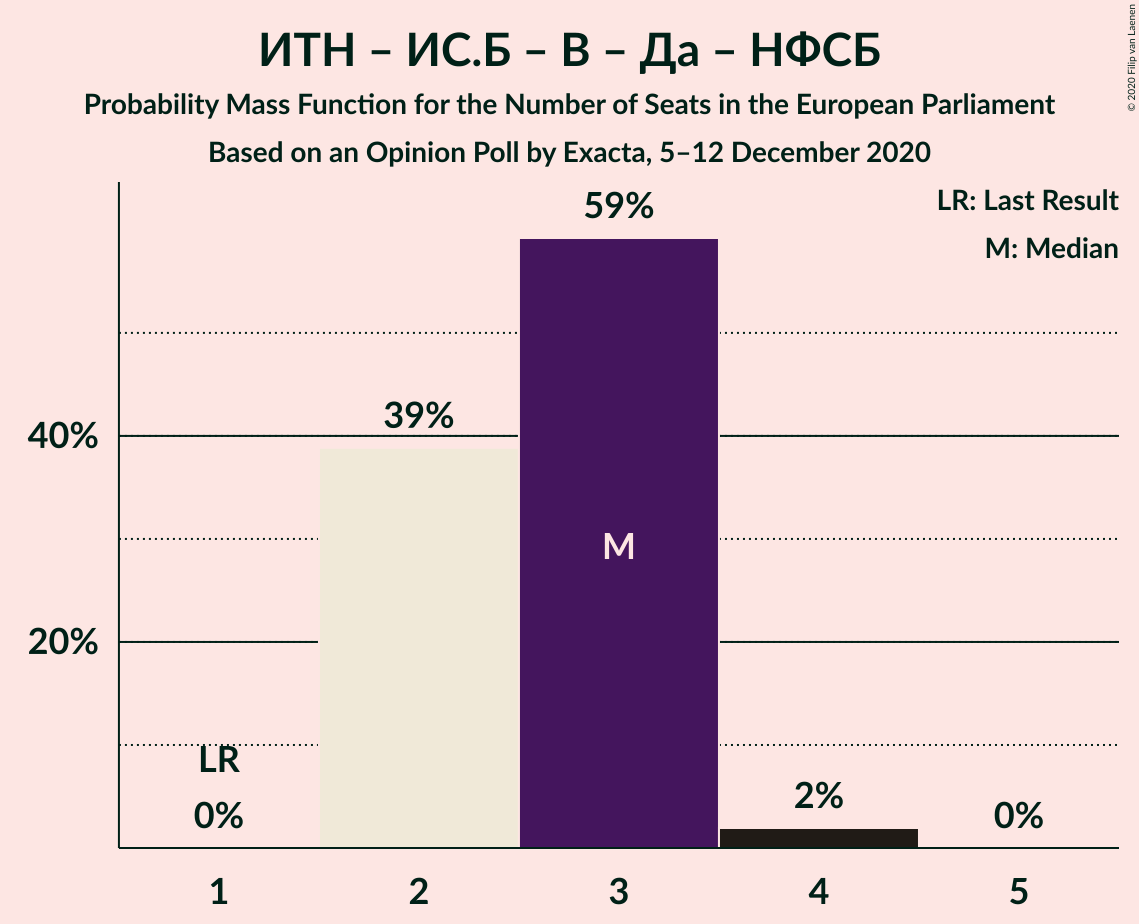 ИТН – ИС.Б – В – Да – НФСБ
Probability Mass Function for the Number of Seats in the European Parliament
Based on an Opinion Poll by Exacta, 5–12 December 2020
© 2020 Filip van Laenen
LR: Last Result
M: Median
59%
39%
40%
M
20%
LR
0%
2%
0%
1 2 3 4 5